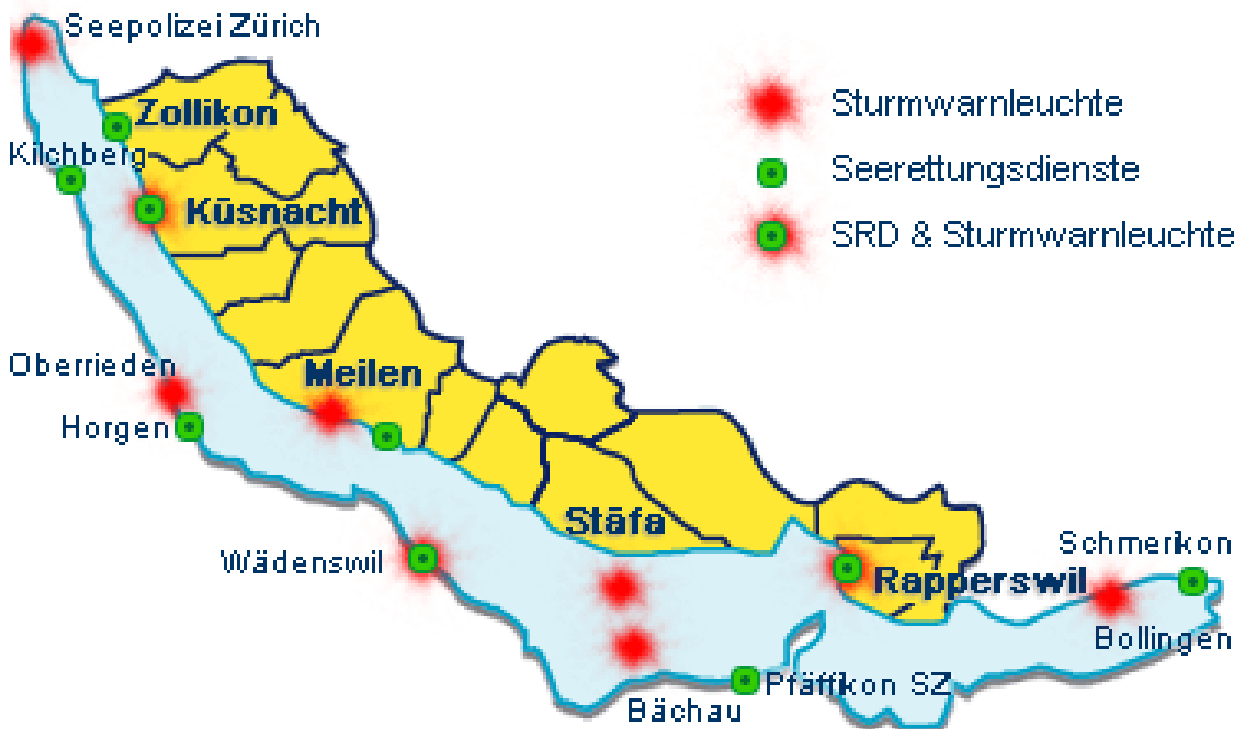 Seepolizei Zürich
Sturmwarnleuchte
Zollikon
Kilchberg
Seerettungsdienste
Küsnacht
SRD & Sturmwarnleuchte
Oberrieden
Meilen
Horgen
Stäfa
Wädenswil
Schmerikon
Rapperswil
Bollingen
Pfäffikon SZ
Bächau